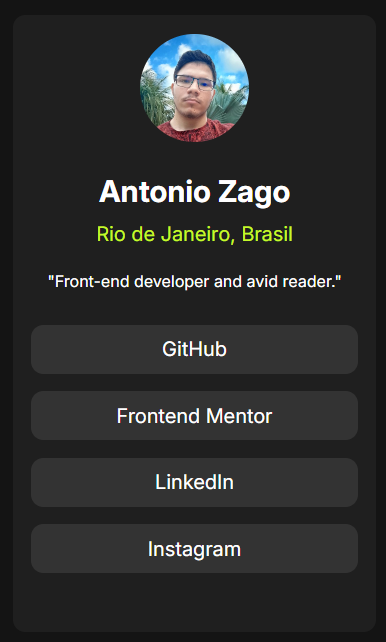 Antonio Zago
Rio de Janeiro, Brasil
"Front-end developer and avid reader."
GitHub
Frontend Mentor
LinkedIn
Instagram